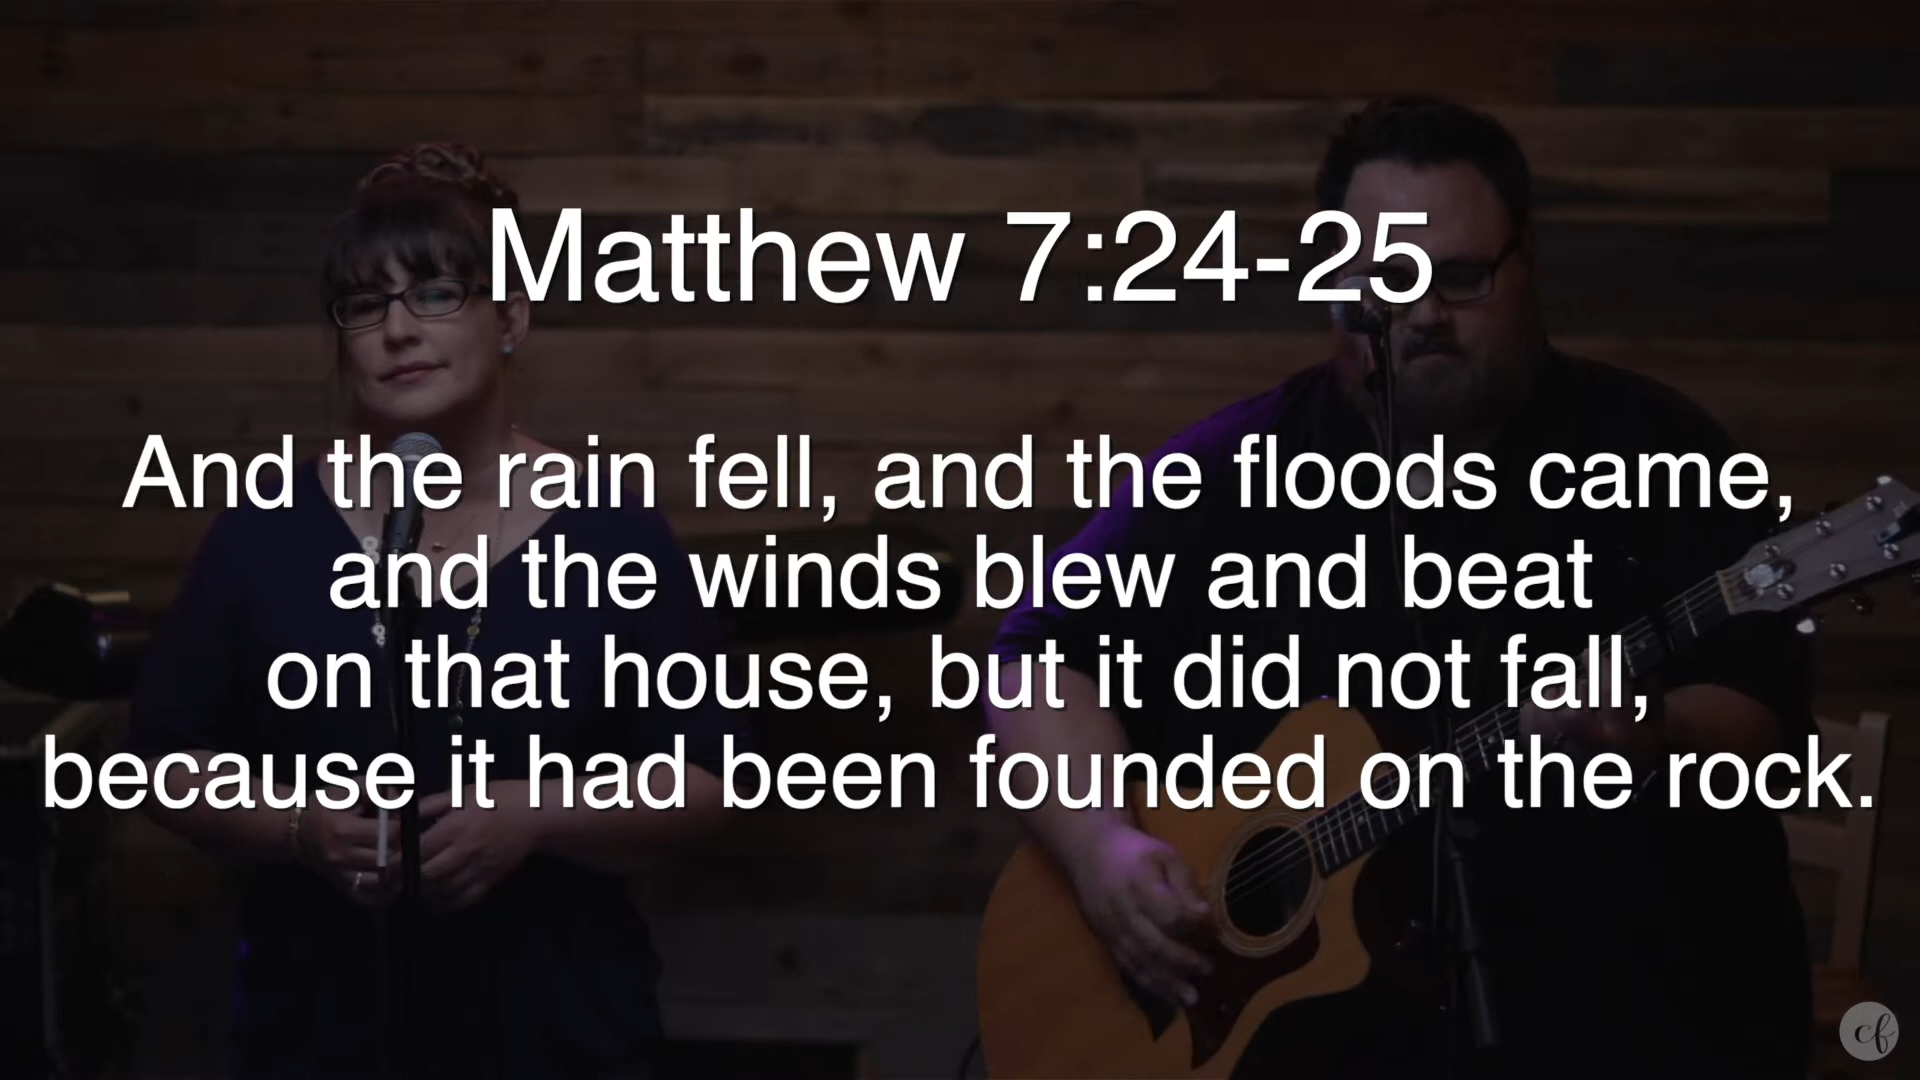 Matthew 7:24-25
And the rain fell, and the floods came,
and the winds blew and beat
on that house, but it did not fall,
because it had been founded on the rock.
cf